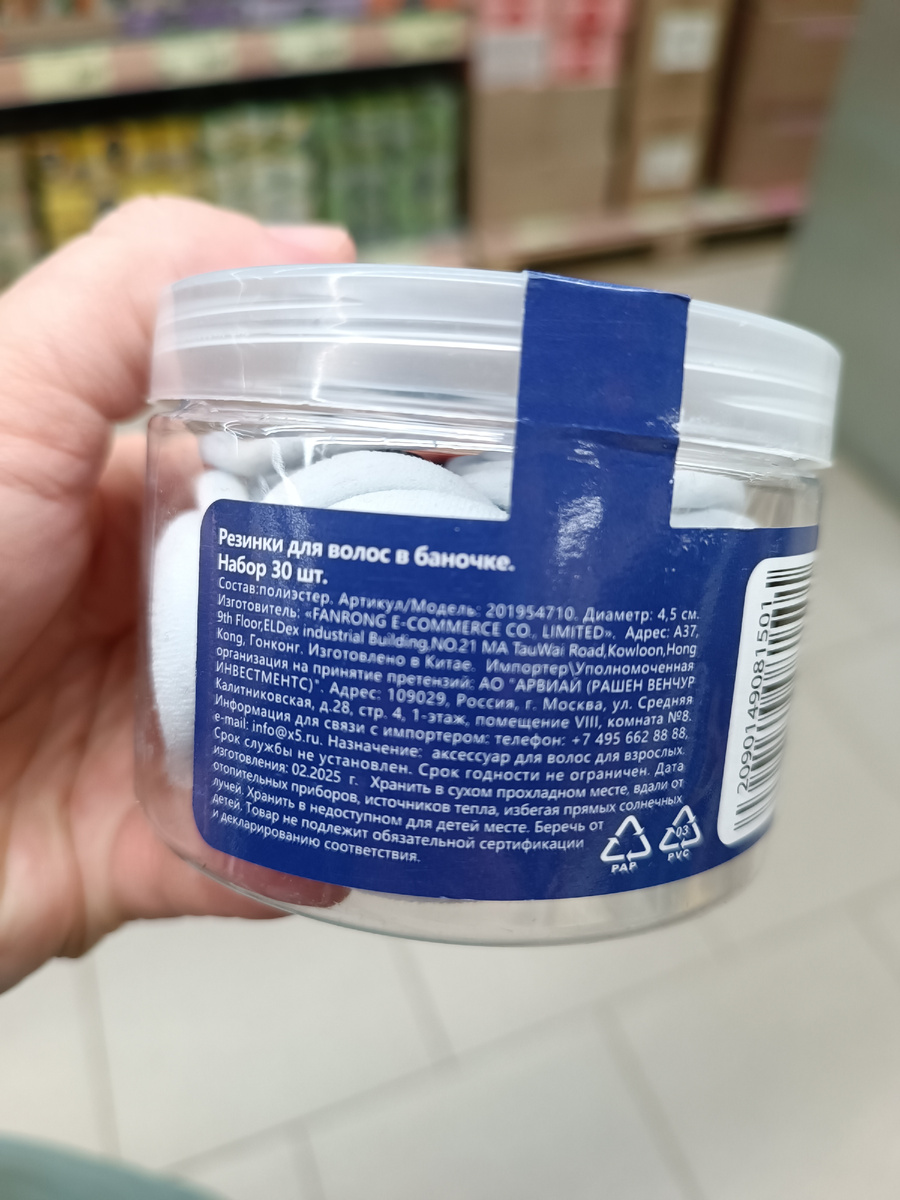 Резинки для волос в баночке.
Набор 30 шт.
Состав:полиэстер. Артикул/Модель: 201954710. Диаметр: 4,5 см.
Изготовитель: «FANRONG E-COMMERCE CO., LIMITED». Адрес: A37,
9th Floor,ELDex industrial Building,NO.21 MA TauWai Road,Kowloon,Hong
Kong, Гонконг. Изготовлено в Китае. Импортер\Уполномоченная
организация на принятие претензий: АО "АРВИАЙ (РАШЕН ВЕНЧУР
ИНВЕСТМЕНТС)". Адрес: 109029, Россия, г. Москва, ул. Средняя
Калитниковская, д.28, стр. 4, 1-этаж, помещение VIII, комната №8.
Информация для связи с импортером: телефон: +7 495 662 88 88,
e-mail: info@x5.ru. Назначение: аксессуар для волос для взрослых.
Срок службы не установлен. Срок годности не ограничен. Дата
изготовления: 02.2025 г. Хранить в сухом прохладном месте, вдали от
отопительных приборов, источников тепла, избегая прямых солнечных
лучей. Хранить в недоступном для детей месте. Беречь от
детей. Товар не подлежит обязательной сертификации
и декларированию соответствия.
PAP
03
PVC
2090149081501